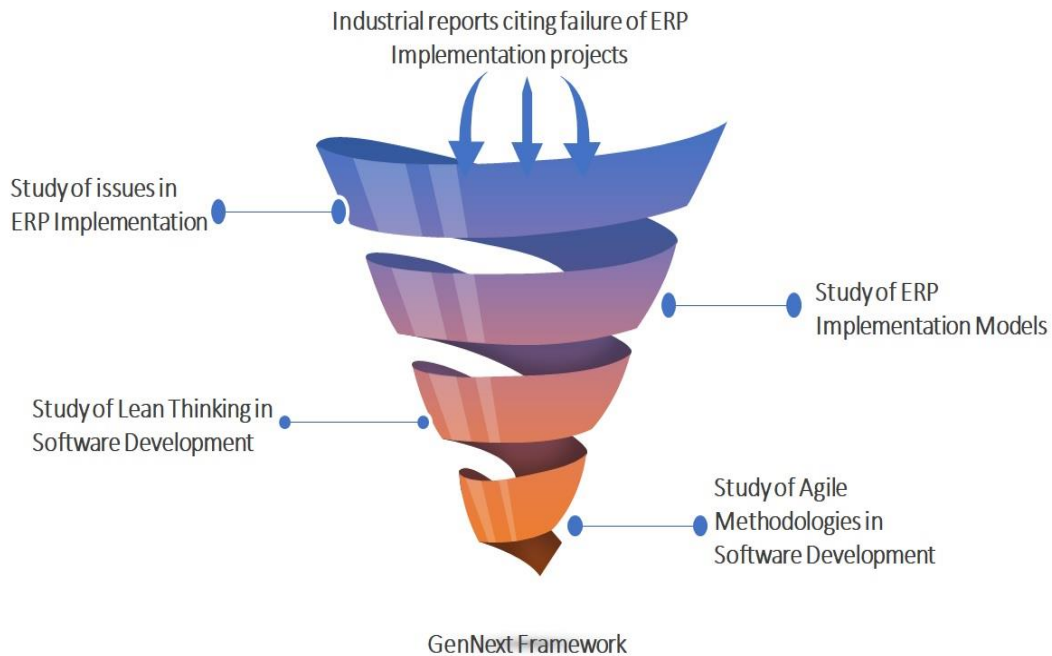 Industrial reports citing failure of ERP
Implementation projects
Study of issues in
ERP Implementation
Study of ERP
Implementation Models
Study of Lean Thinking in
Software Development
Study of Agile
Methodologies in
Software Development
GenNext Framework